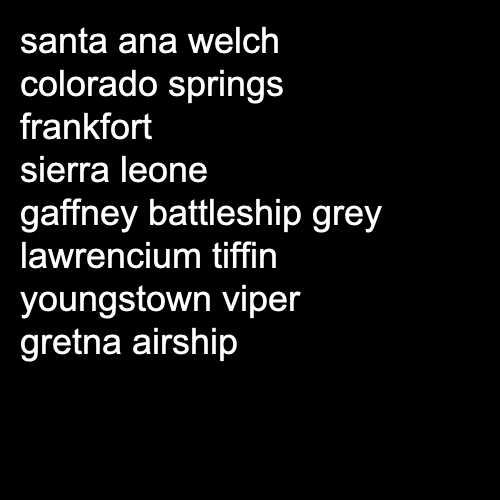 santa ana welch
colorado springs
frankfort
sierra leone
gaffney battleship grey
lawrencium tiffin
youngstown viper
gretna airship